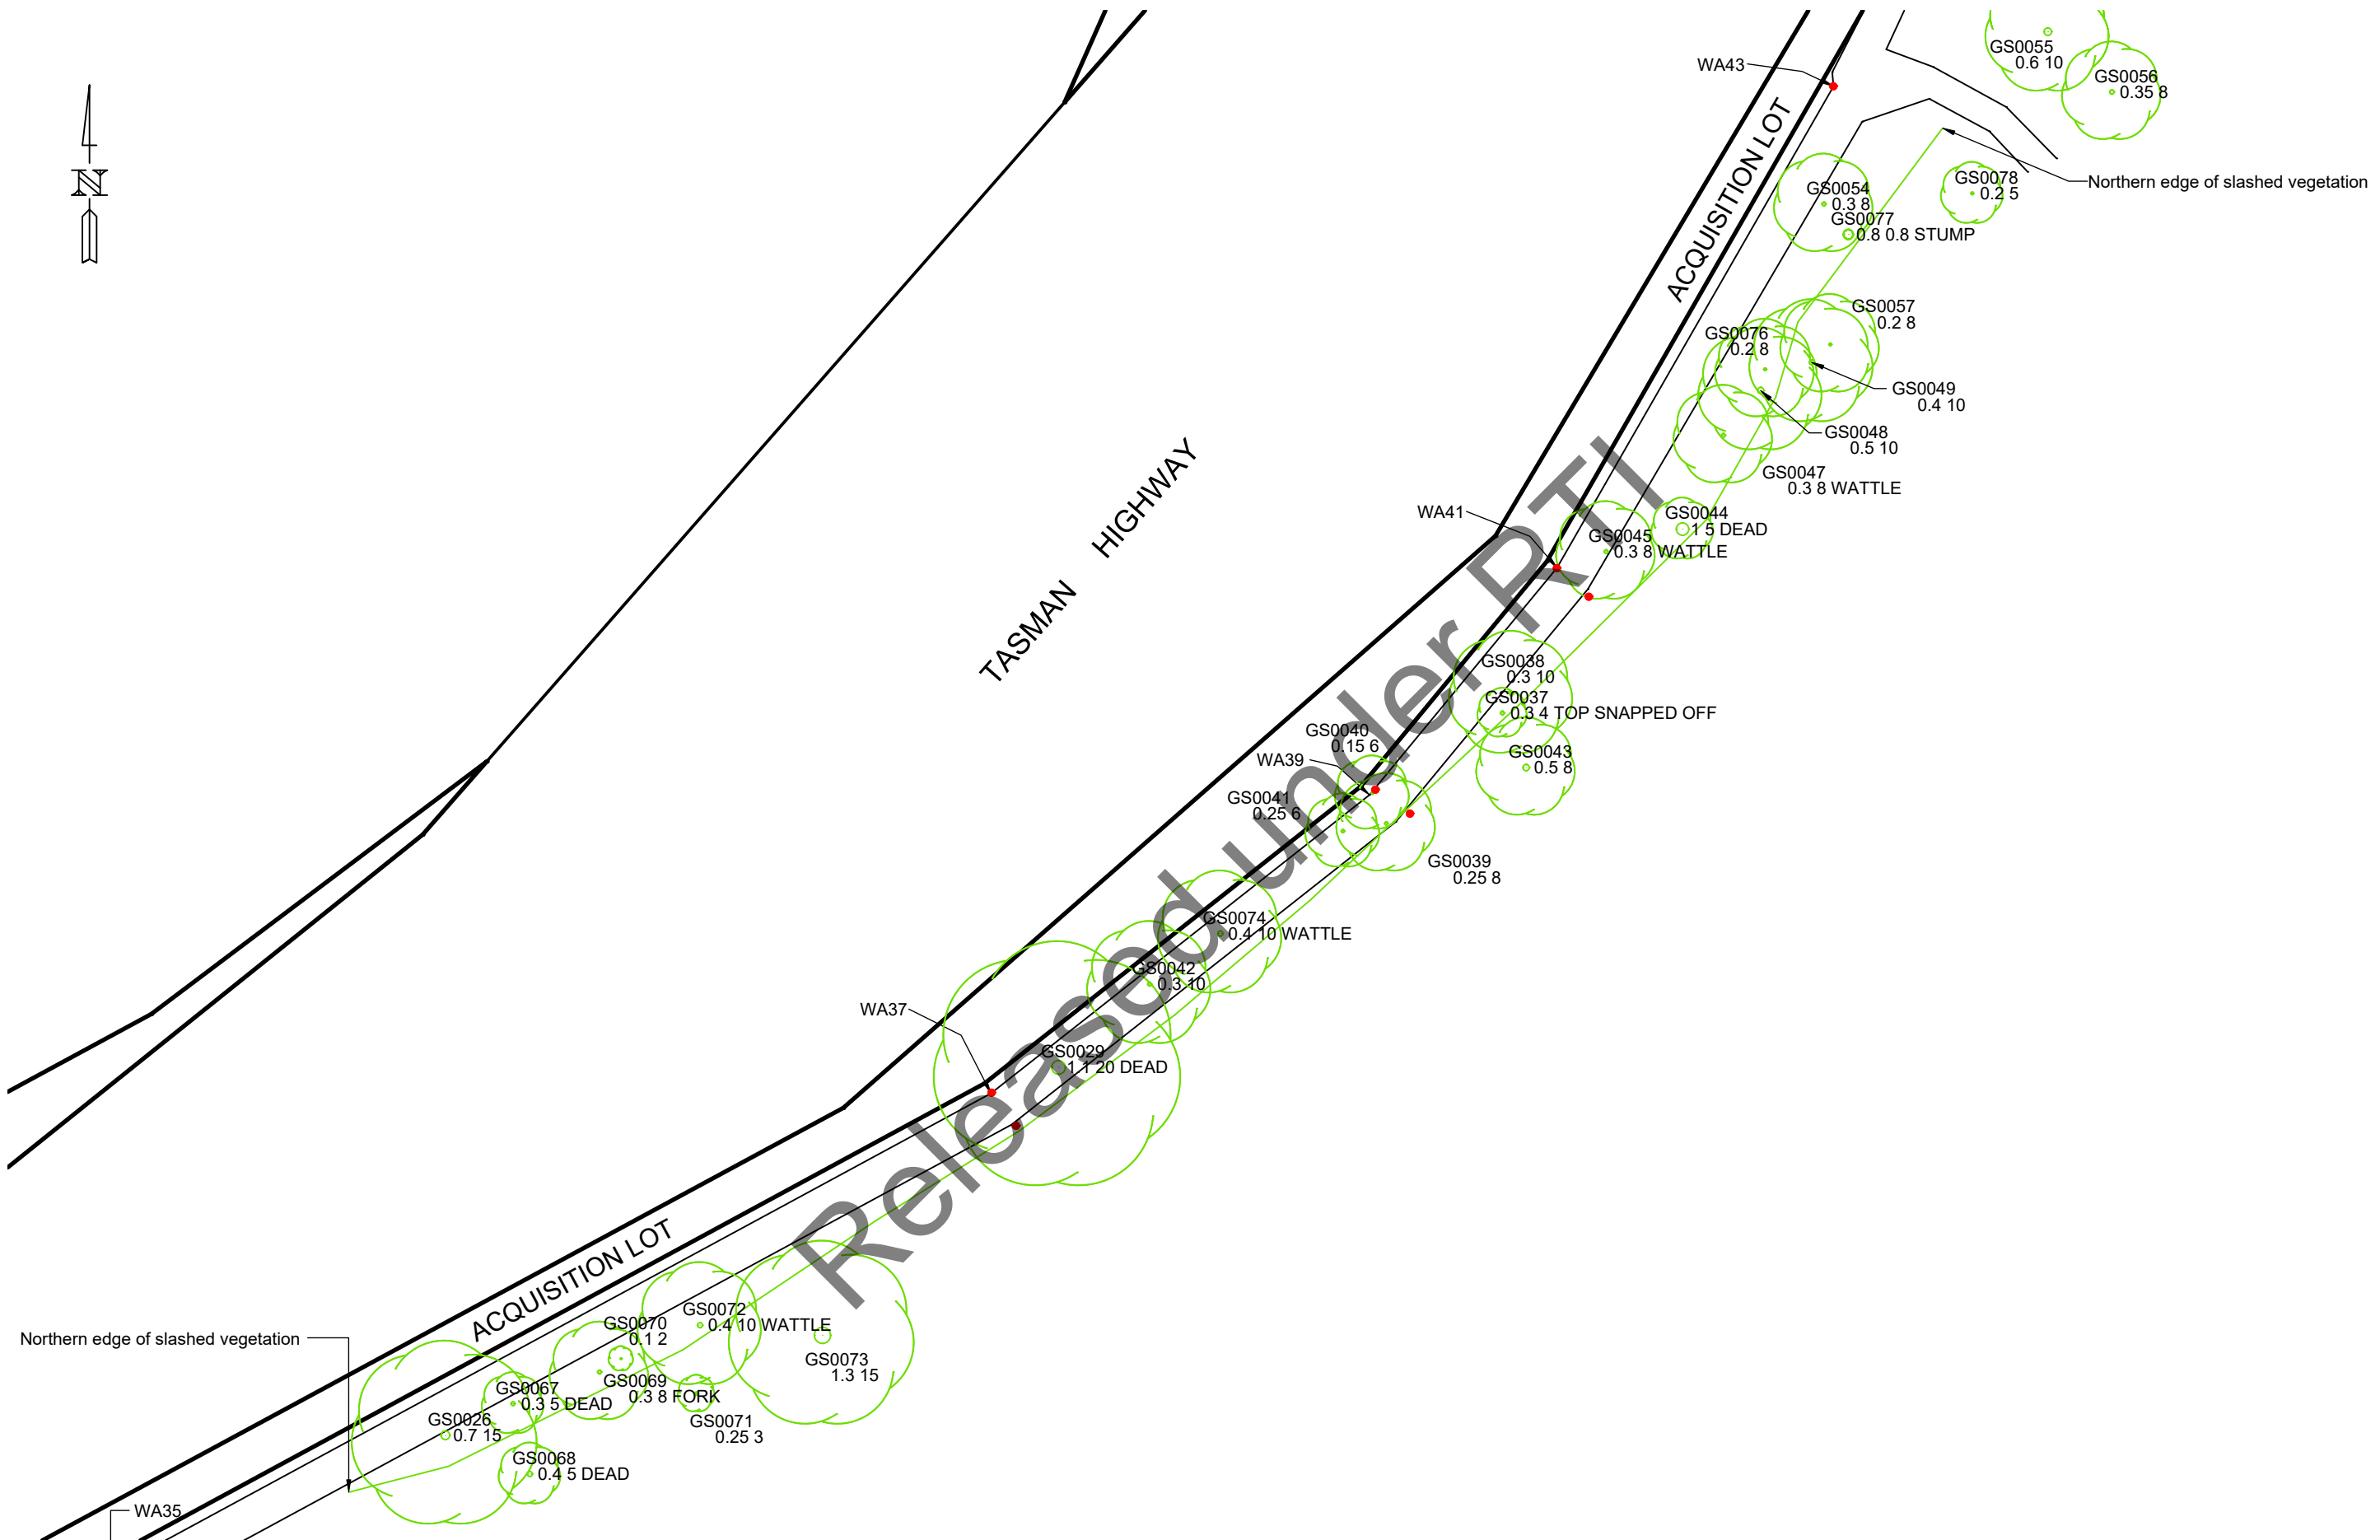 GS0055
0.6 10
GS0056
0.35 8
WA43
N
ACQUISITION LOT
GS0054
0.3 8
GS0078
0.2 5
Northern edge of slashed vegetation
GS0077
0.8 0.8 STUMP
GS0057
0.2 8
GS0076
0.2 8
GS0049
0.4 10
GS0048
0.5 10
GS0047
0.3 8 WATTLE
TASMAN HIGHWAY
WA41
GS0044
1 5 DEAD
GS0045
0.3 8 WATTLE
GS0038
0.3 10
GS0037
0.3 4 TOP SNAPPED OFF
GS0040
0.15 6
GS0043
0.5 8
WA39
GS0041
0.25 6
GS0039
0.25 8
GS0074
0.4 10 WATTLE
GS0042
0.3 10
WA37
GS0029
1.1 20 DEAD
Released under RTI
ACQUISITION LOT
GS0072
0.4 10 WATTLE
GS0070
0.1 2
Northern edge of slashed vegetation
GS0073
1.3 15
GS0069
0.3 8 FORK
GS0067
0.3 5 DEAD
GS0071
0.25 3
GS0026
0.7 15
GS0068
0.4 5 DEAD
WA35